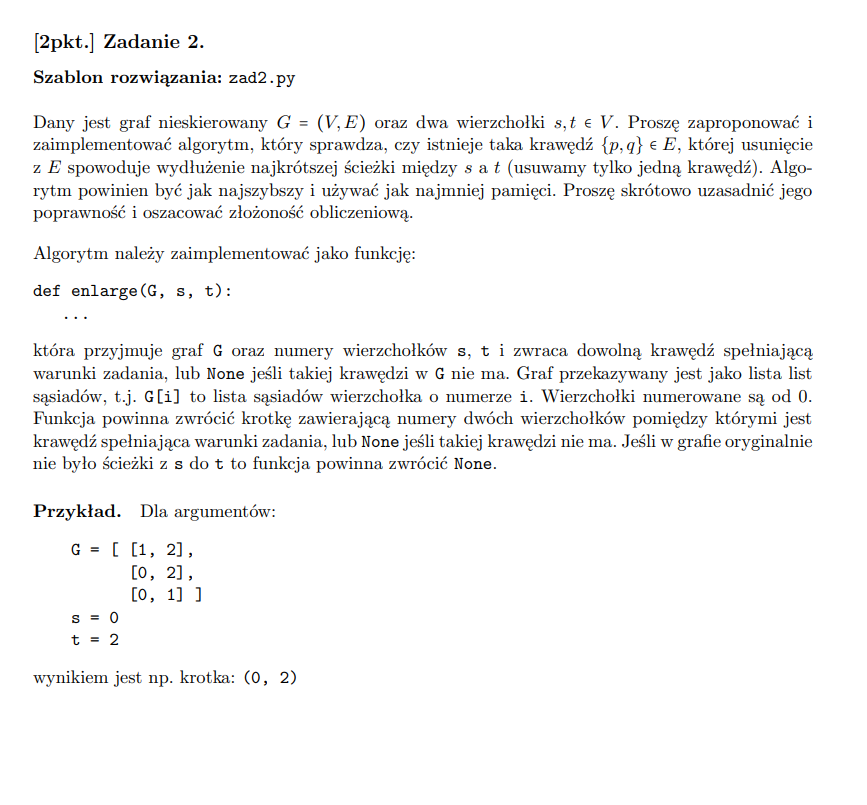 [2pkt.] Zadanie 2.
Szablon rozwiązania: zad2.py
Dany jest graf nieskierowany G = (V, E) oraz dwa wierzchołki s, t ∈ V. Proszę zaproponować i
zaimplementować algorytm, który sprawdza, czy istnieje taka krawędź {p, q} ∈ E, której usunięcie
z E spowoduje wydłużenie najkrótszej ścieżki między s a t (usuwamy tylko jedną krawędź). Algo-
rytm powinien być jak najszybszy i używać jak najmniej pamięci. Proszę skrótowo uzasadnić jego
poprawność i oszacować złożoność obliczeniową.
Algorytm należy zaimplementować jako funkcję:
def enlarge(G, s, t):
...
która przyjmuje graf G oraz numery wierzchołków s, t i zwraca dowolną krawędź spełniającą
warunki zadania, lub None jeśli takiej krawędzi w G nie ma. Graf przekazywany jest jako lista list
sąsiadów, t.j. G[i] to lista sąsiadów wierzchołka o numerze i. Wierzchołki numerowane są od 0.
Funkcja powinna zwrócić krotkę zawierającą numery dwóch wierzchołków pomiędzy którymi jest
krawędź spełniająca warunki zadania, lub None jeśli takiej krawędzi nie ma. Jeśli w grafie oryginalnie
nie było ścieżki z s do t to funkcja powinna zwrócić None.
Przykład. Dla argumentów:
G = [ [1, 2],
[0, 2],
[0, 1] ]
s = 0
t = 2
wynikiem jest np. krotka: (0, 2)